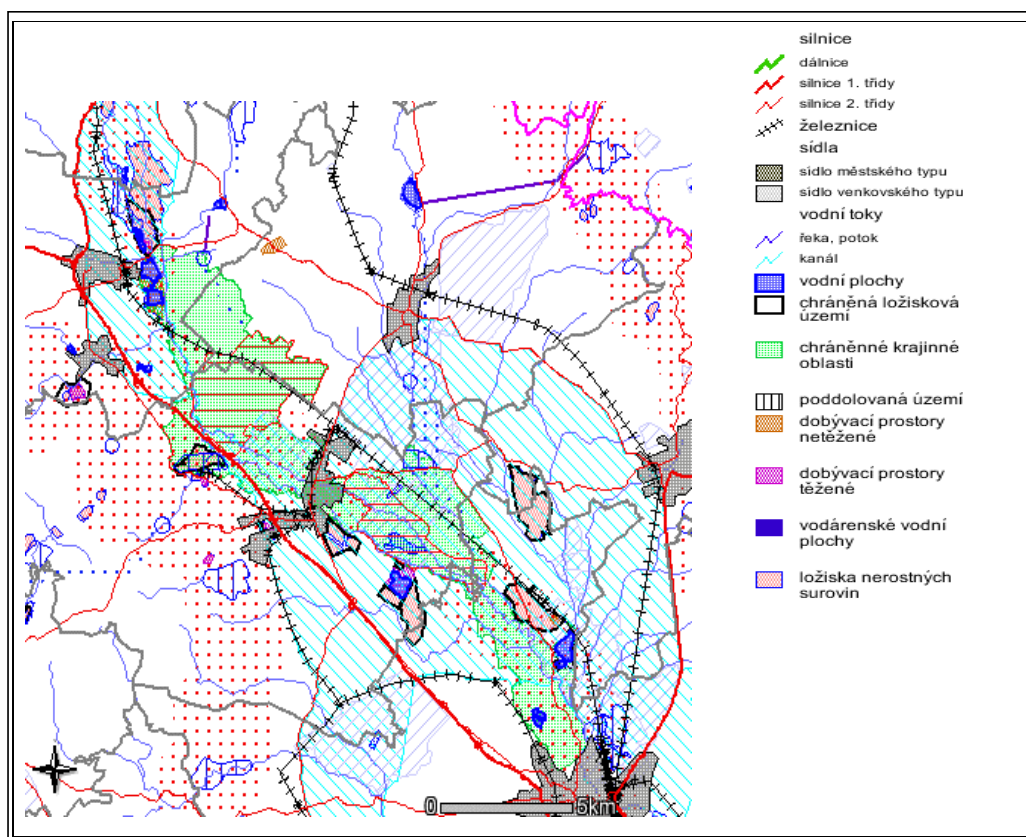 silnice
dálnice
silnice 1. třídy
silnice 2. třídy
železnice
sídla
sídlo městského typu
sídlo venkovského typu
vodní toky
řeka, potok
kanál
vodní plochy
chráněná ložisková
území
chráněnné krajinné
oblasti
poddolovaná území
dobývací prostory
netěžené
dobývací prostory
těžené
vodárenské vodní
plochy
ložiska nerostných
surovin
0 5km